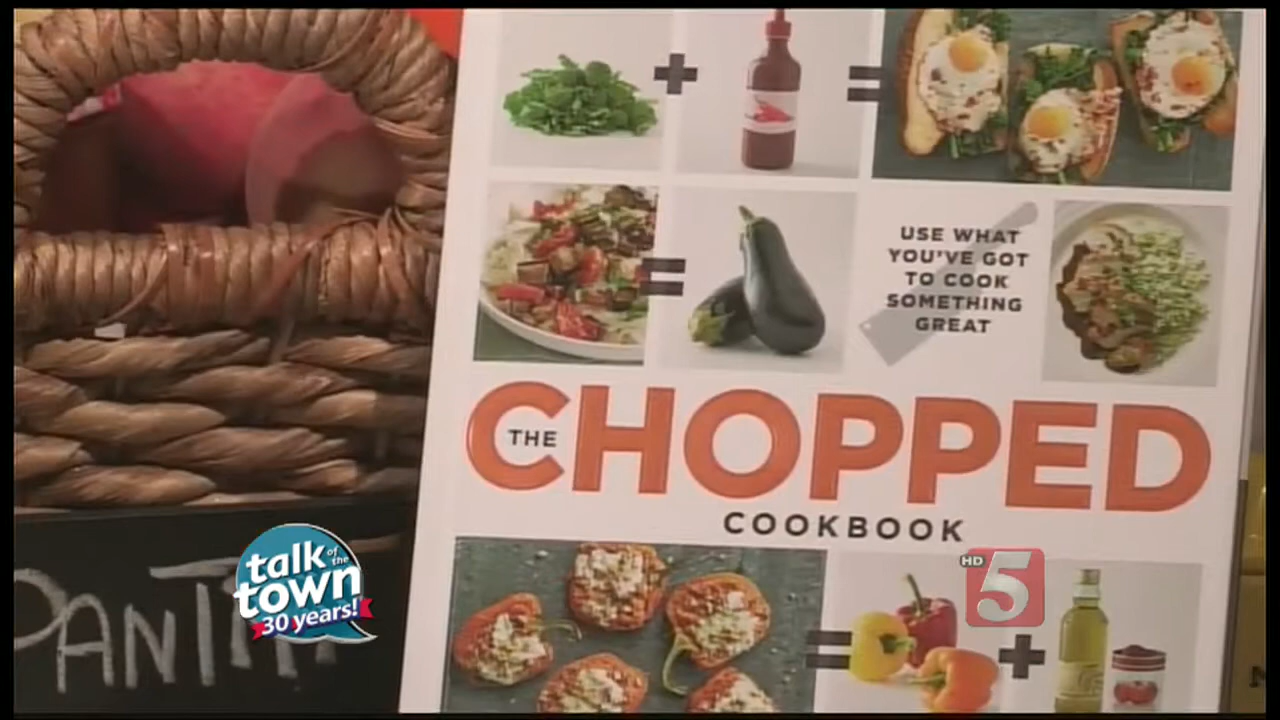 +
=
=
USE WHAT
YOU'VE GOT
TO COOK
SOMETHING
GREAT
THE
CHOPPED
COOKBOOK
=
+
talk
of
the
town
30 years!
HD
5